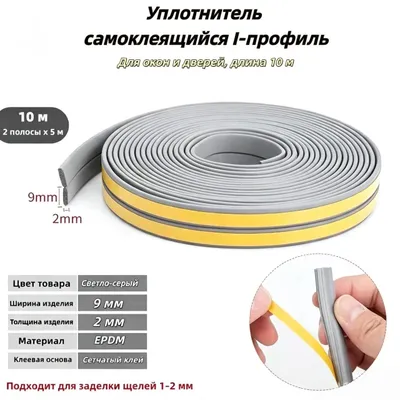 Уплотнитель
самоклеящийся I-профиль
Для окон и дверей, длина 10 м
10 м
2 полосы x 5 м
9mm
2mm
Цвет товара Светло-серый
Ширина изделия 9 мм
Толщина изделия 2 мм
Материал EPDM
Клеевая основа Сетчатый клей
Подходит для заделки щелей 1-2 мм